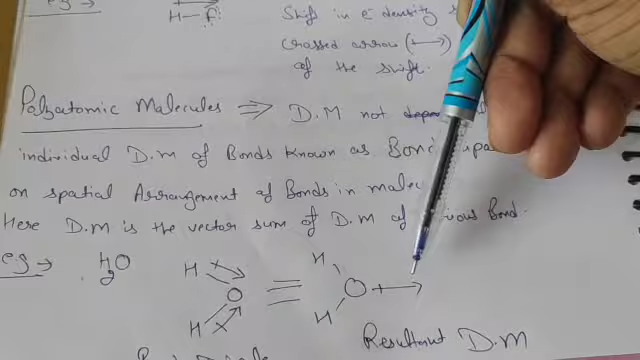 eg →
H–F
Shift in e⁻ density
crossed arrow (+→)
of the shift.
Polyatomic Molecules ⇒ D.M not
individual D.m of Bonds known as Bond
on spatial Arrangement of Bonds in
Here D.M is the vector sum of D.M of Bond.
e.g → H2O H H O = H H O +→
Resultant D.M